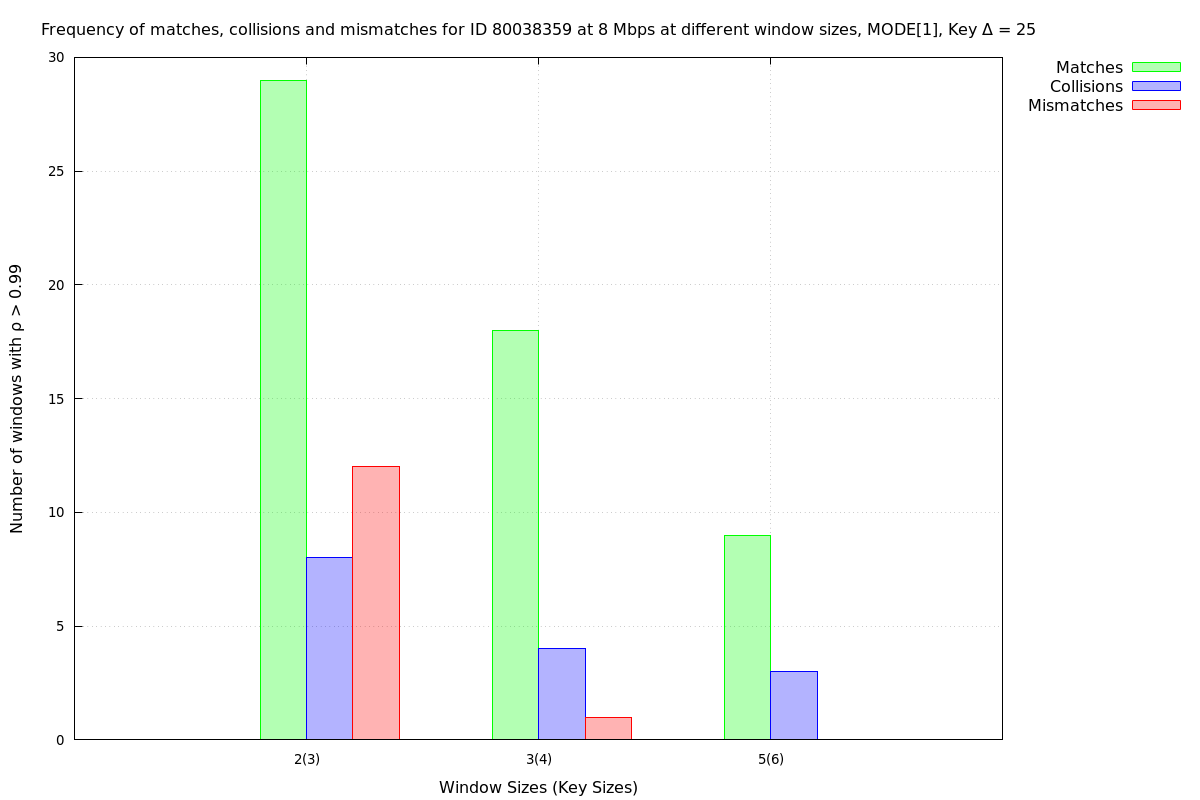 Frequency of matches, collisions and mismatches for ID 80038359 at 8 Mbps at different window sizes, MODE[1], Key Δ = 25
Matches
Collisions
Mismatches
Number of windows with ρ > 0.99
30
25
20
15
10
5
0
2(3)
3(4)
5(6)
Window Sizes (Key Sizes)